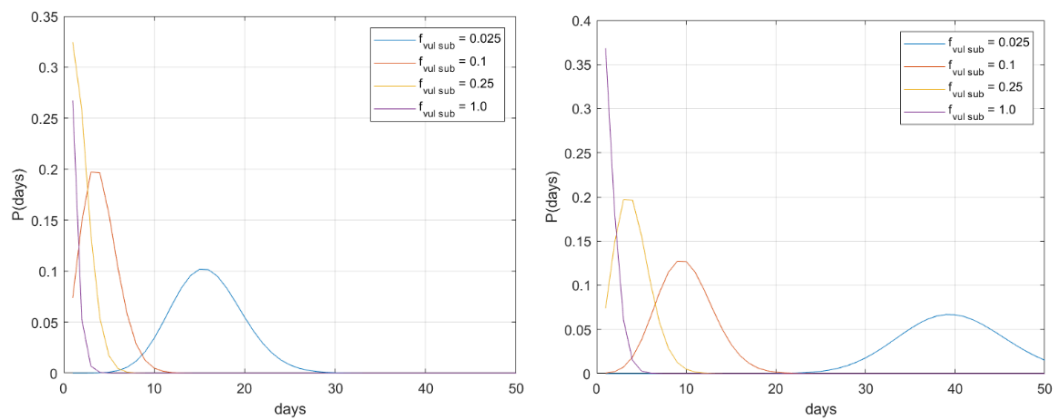 0.35
0.3
0.25
0.2
0.15
0.1
0.05
0
P(days)
0 10 20 30 40 50
days
f vul sub = 0.025
f vul sub = 0.1
f vul sub = 0.25
f vul sub = 1.0
0.4
0.35
0.3
0.25
0.2
0.15
0.1
0.05
0
P(days)
0 10 20 30 40 50
days
f vul sub = 0.025
f vul sub = 0.1
f vul sub = 0.25
f vul sub = 1.0